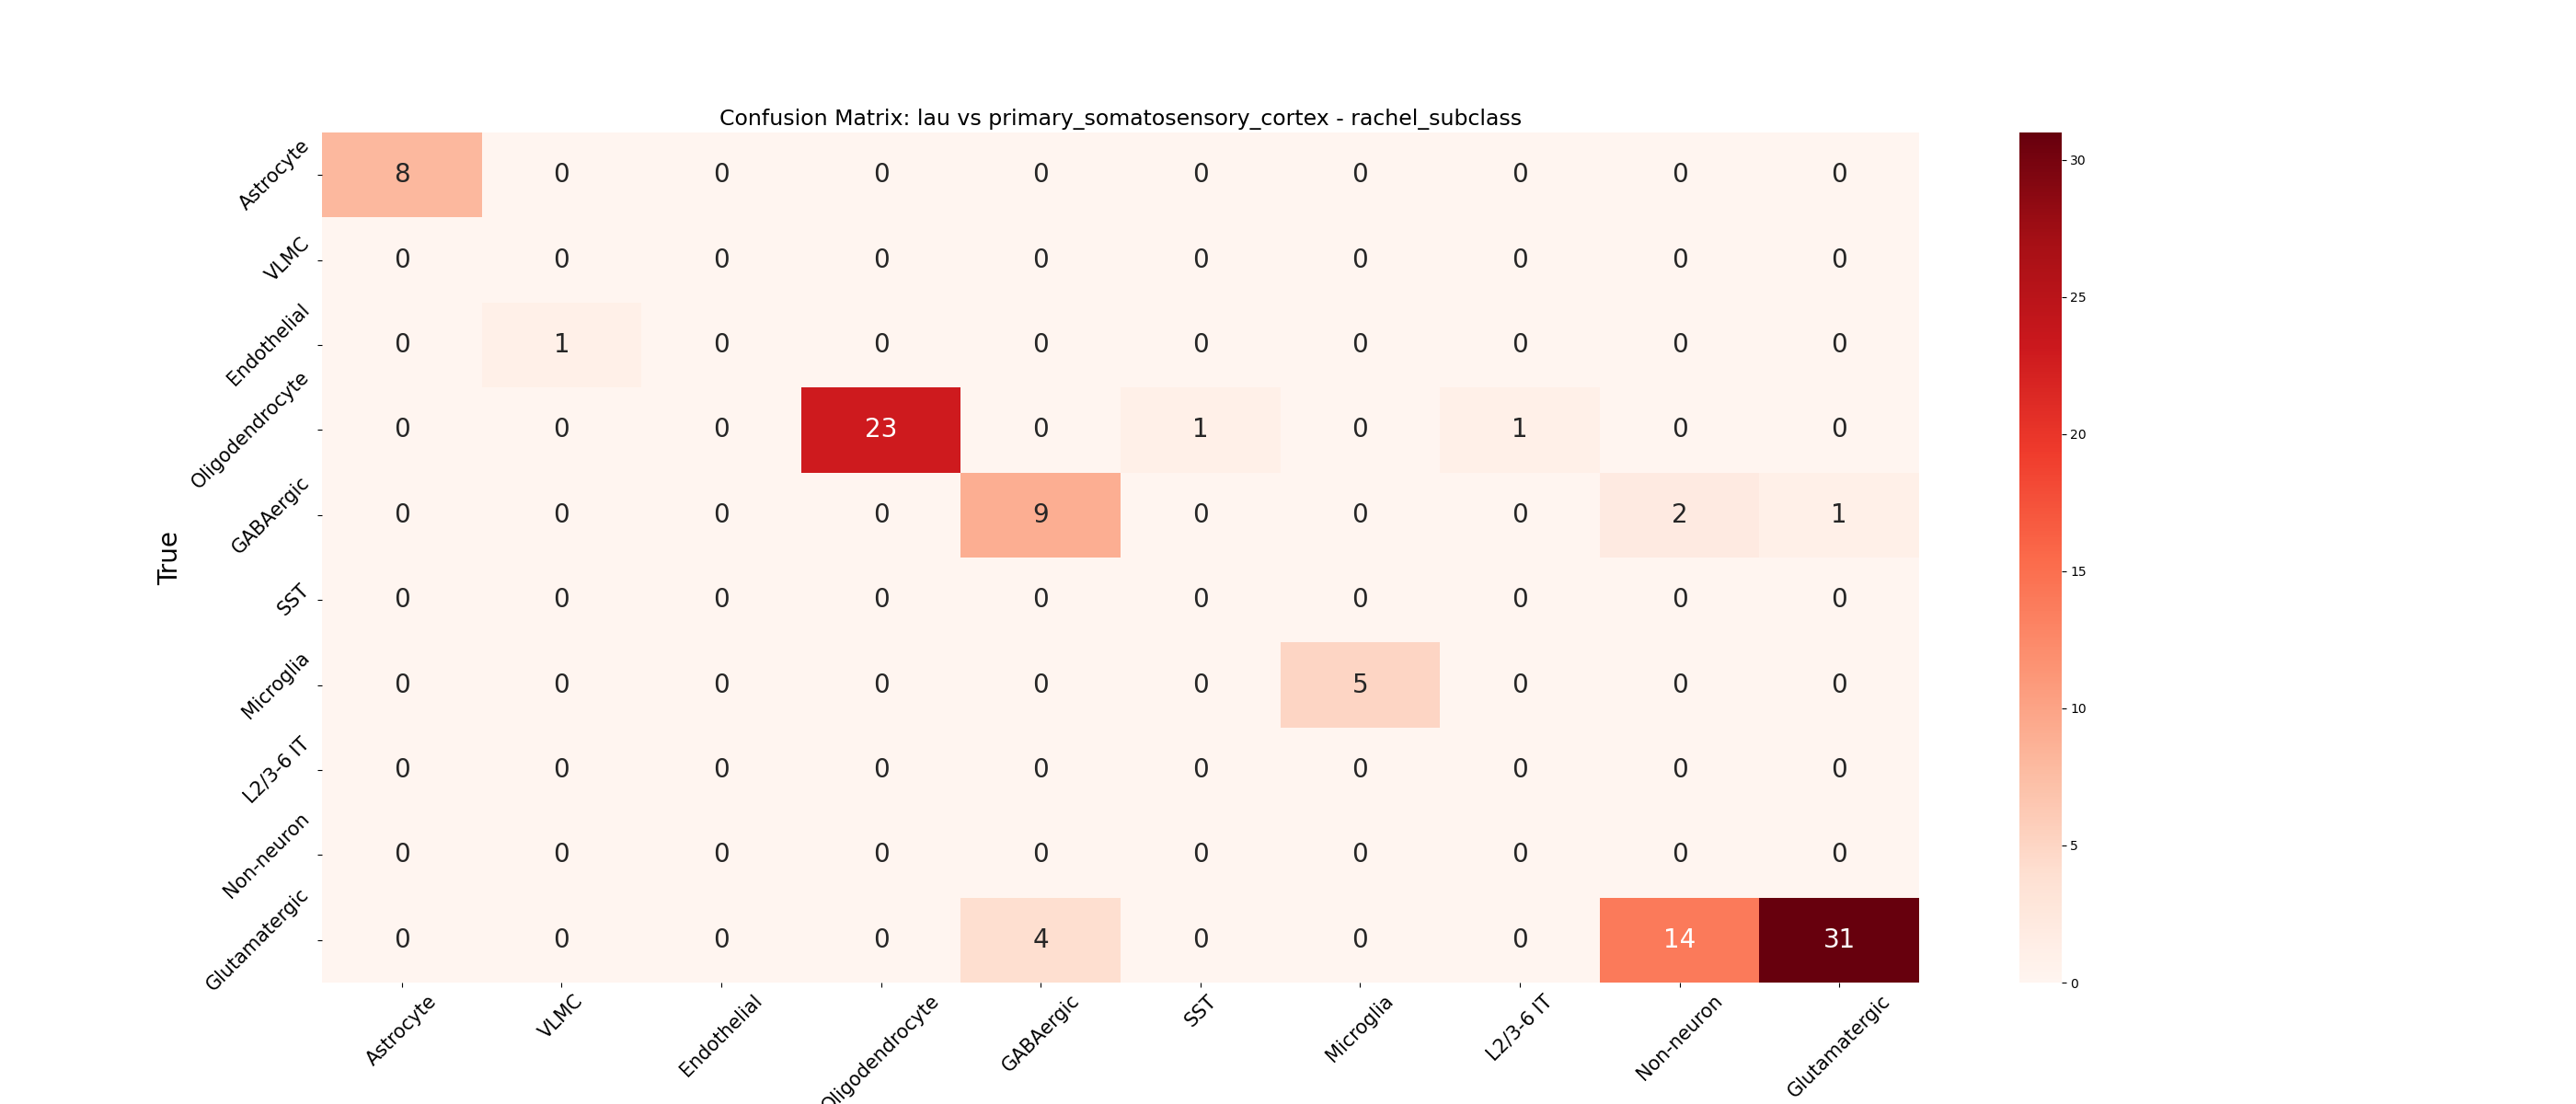 Confusion Matrix: lau vs primary_somatosensory_cortex - rachel_subclass
True
Astrocyte 8 0 0 0 0 0 0 0 0 0
VLMC 0 0 0 0 0 0 0 0 0 0
Endothelial 0 1 0 0 0 0 0 0 0 0
Oligodendrocyte 0 0 0 23 0 1 0 1 0 0
GABAergic 0 0 0 0 9 0 0 0 2 1
SST 0 0 0 0 0 0 0 0 0 0
Microglia 0 0 0 0 0 0 5 0 0 0
L2/3-6 IT 0 0 0 0 0 0 0 0 0 0
Non-neuron 0 0 0 0 0 0 0 0 0 0
Glutamatergic 0 0 0 0 4 0 0 0 14 31
Astrocyte VLMC Endothelial Oligodendrocyte GABAergic SST Microglia L2/3-6 IT Non-neuron Glutamatergic
30
25
20
15
10
5
0